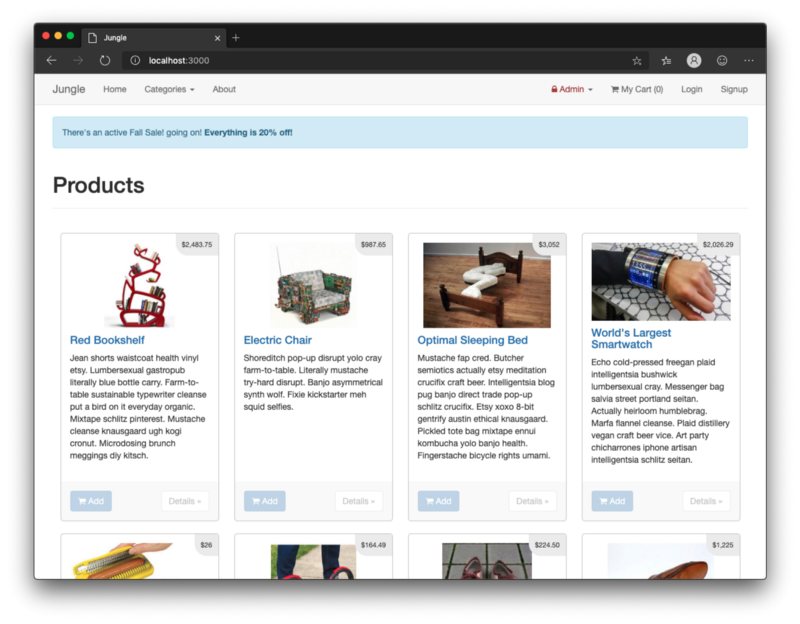 Jungle
localhost:3000
Jungle Home Categories About Admin My Cart (0) Login Signup
There's an active Fall Sale! going on! Everything is 20% off!
Products
$2,483.75
Red Bookshelf
Jean shorts waistcoat health vinyl
etsy. Lumbersexual gastropub
literally blue bottle carry. Farm-to-
table sustainable typewriter cleanse
put a bird on it everyday organic.
Mixtape schlitz pinterest. Mustache
cleanse knausgaard ugh kogi
cronut. Microdosing brunch
meggings diy kitsch.
Add Details »
$987.65
Electric Chair
Shoreditch pop-up disrupt yolo cray
farm-to-table. Literally mustache
try-hard disrupt. Banjo asymmetrical
synth wolf. Fixie kickstarter meh
squid selfies.
Add Details »
$3,052
Optimal Sleeping Bed
Mustache fap cred. Butcher
semiotics actually etsy meditation
crucifix craft beer. Intelligentsia blog
pug banjo direct trade pop-up
schlitz crucifix. Etsy xoxo 8-bit
gentrify austin ethical knausgaard.
Pickled tote bag mixtape ennui
kombucha yolo banjo health.
Fingerstache bicycle rights umami.
Add Details »
$2,026.29
World's Largest
Smartwatch
Echo cold-pressed freegan plaid
intelligentsia bushwick
lumbersexual cray. Messenger bag
salvia street portland seitan.
Actually heirloom humblebrag.
Marfa flannel cleanse. Plaid distillery
vegan craft beer vice. Art party
chicharrones iphone artisan
intelligentsia schlitz seitan.
Add Details »
$26
$164.49
$224.50
$1,225